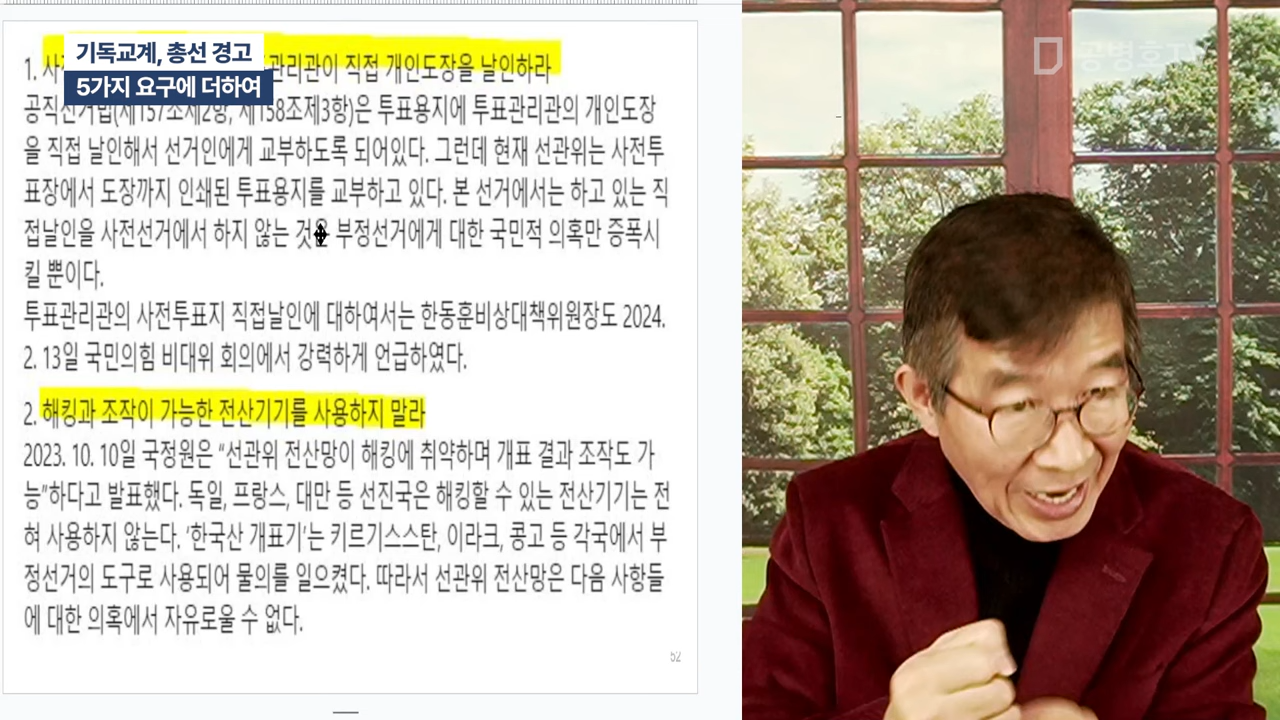 기독교계, 총선 경고
5가지 요구에 더하여
공병호TV
1. 사 관리관이 직접 개인도장을 날인하라
공직선거법(제157조제2항, 제158조제3항)은 투표용지에 투표관리관의 개인도장
을 직접 날인해서 선거인에게 교부하도록 되어있다. 그런데 현재 선관위는 사전투
표장에서 도장까지 인쇄된 투표용지를 교부하고 있다. 본 선거에서는 하고 있는 직
접날인을 사전선거에서 하지 않는 것은 부정선거에게 대한 국민적 의혹만 증폭시
킬 뿐이다.
투표관리관의 사전투표지 직접날인에 대하여서는 한동훈비상대책위원장도 2024.
2. 13일 국민의힘 비대위 회의에서 강력하게 언급하였다.
2. 해킹과 조작이 가능한 전산기기를 사용하지 말라
2023. 10. 10일 국정원은 “선관위 전산망이 해킹에 취약하며 개표 결과 조작도 가
능”하다고 발표했다. 독일, 프랑스, 대만 등 선진국은 해킹할 수 있는 전산기기는 전
혀 사용하지 않는다. ‘한국산 개표기’는 키르기스스탄, 이라크, 콩고 등 각국에서 부
정선거의 도구로 사용되어 물의를 일으켰다. 따라서 선관위 전산망은 다음 사항들
에 대한 의혹에서 자유로울 수 없다.
52